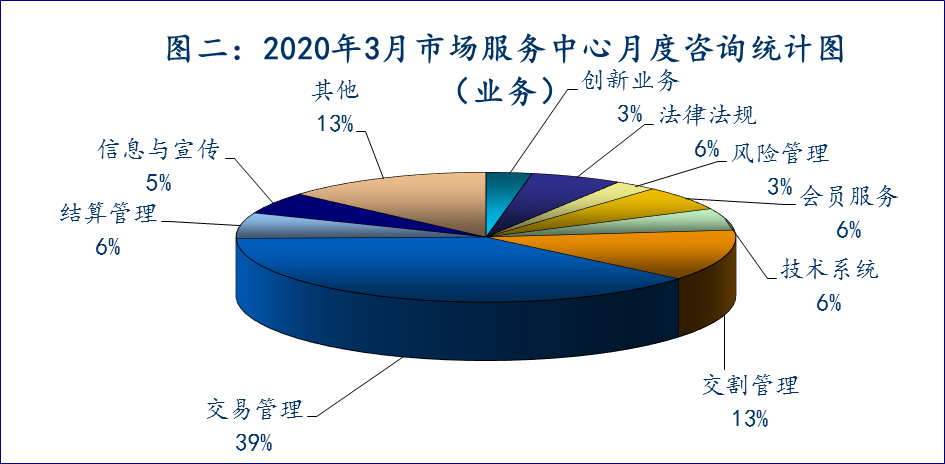 图二：2020年3月市场服务中心月度咨询统计图
（业务）
创新业务
3%
法律法规
6%
风险管理
3%
会员服务
6%
技术系统
6%
交割管理
13%
交易管理
39%
结算管理
6%
信息与宣传
5%
其他
13%